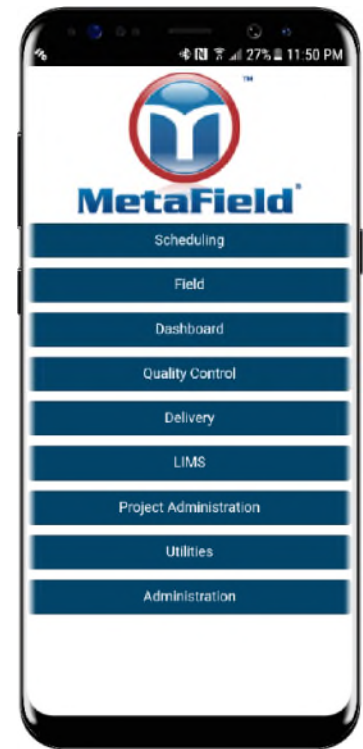 27% 11:50 PM
TM
MetaField®
Scheduling
Field
Dashboard
Quality Control
Delivery
LIMS
Project Administration
Utilities
Administration